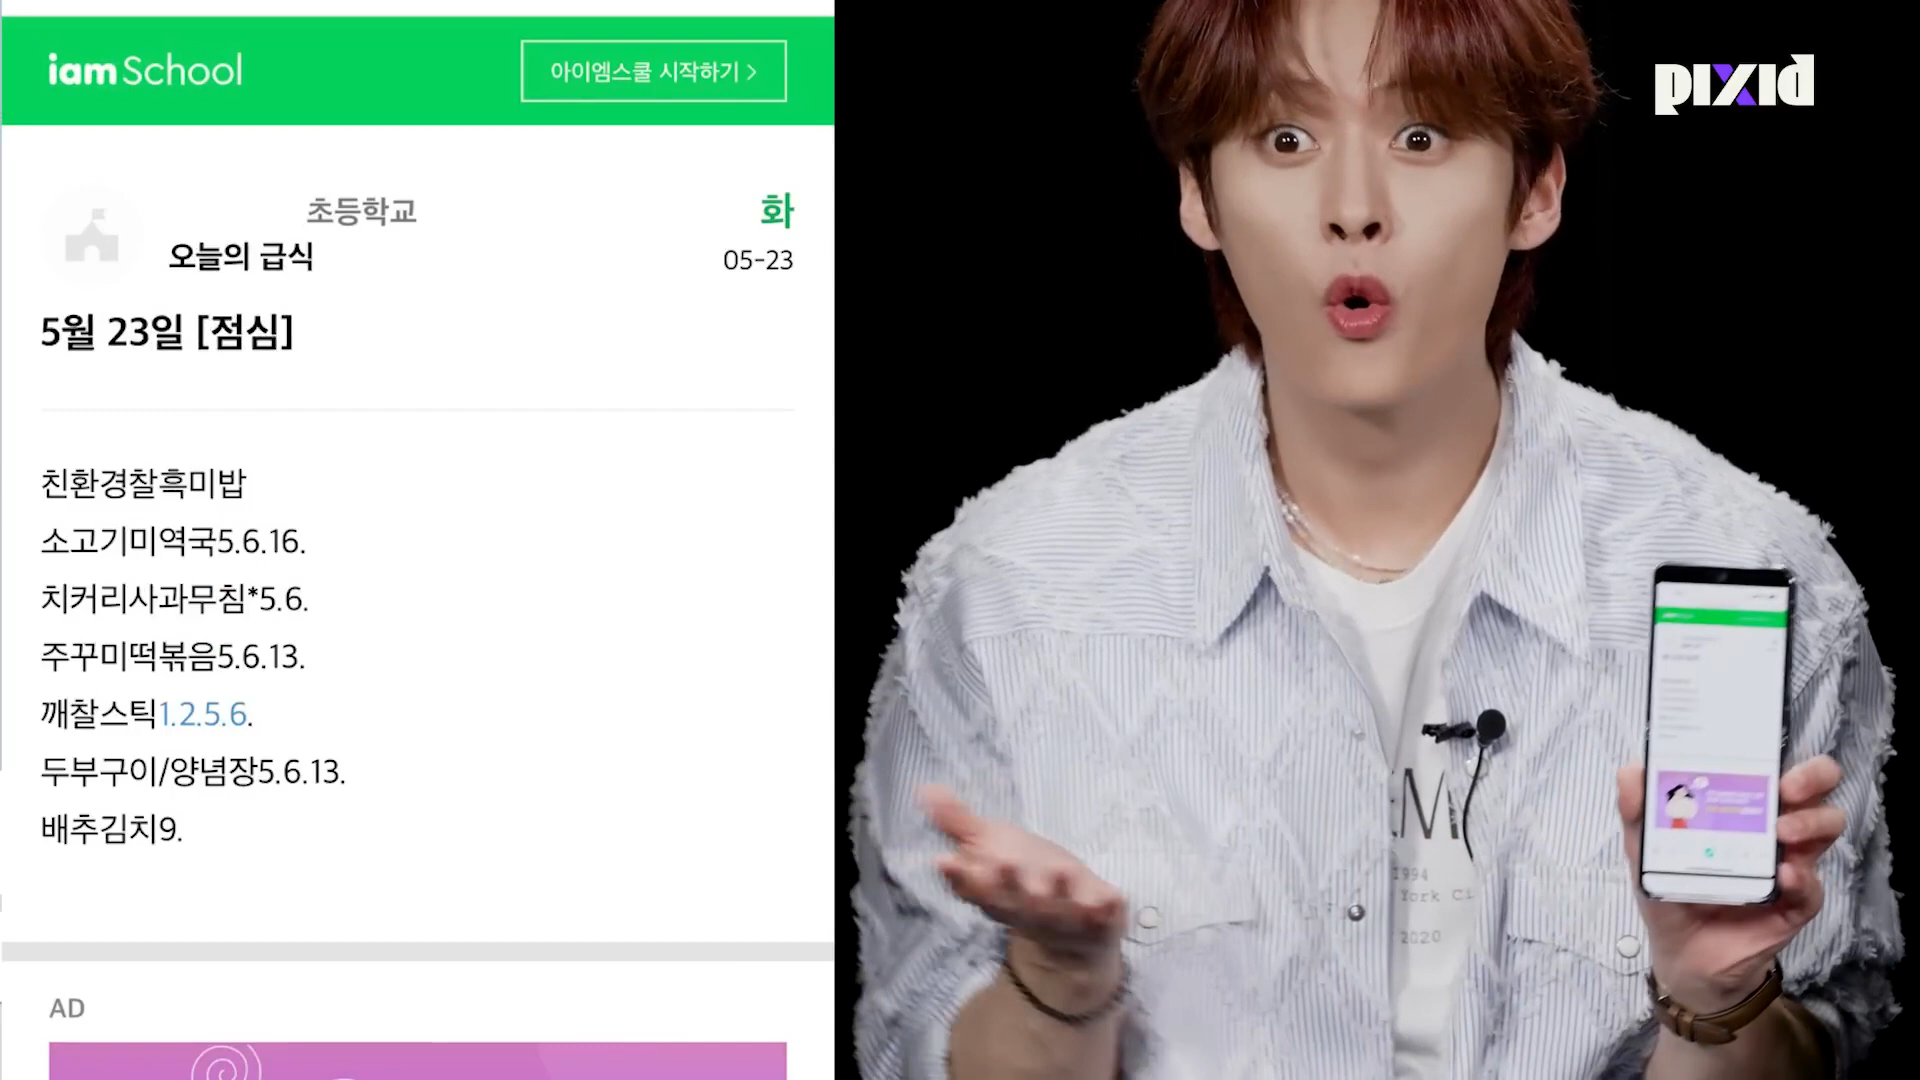 iamSchool
아이엠스쿨 시작하기 >
초등학교
화
오늘의 급식
05-23
5월 23일 [점심]
친환경찰흑미밥
소고기미역국5.6.16.
치커리사과무침*5.6.
주꾸미떡볶음5.6.13.
깨찰스틱1.2.5.6.
두부구이/양념장5.6.13.
배추김치9.
AD
pixid
1994
York Ci
2020